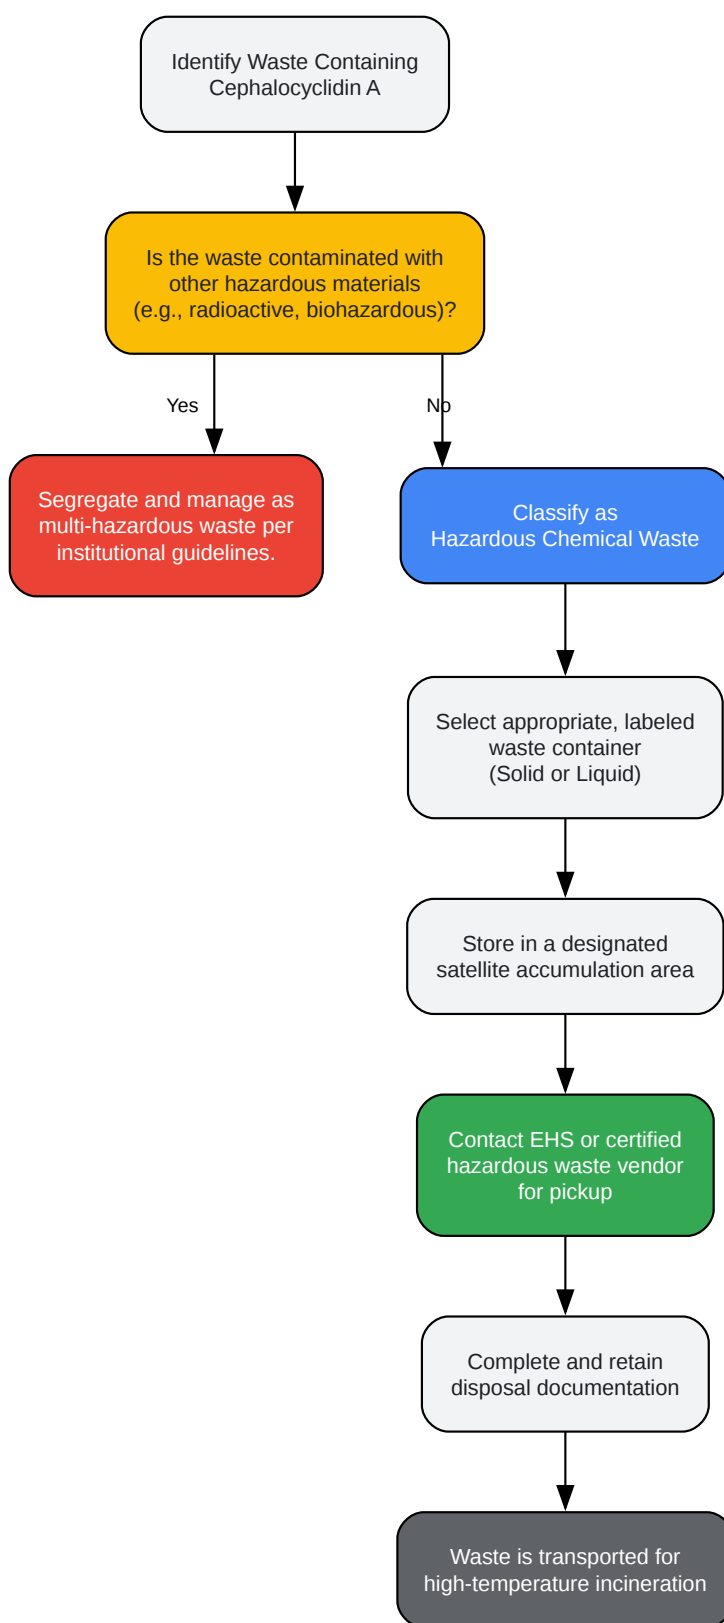 Identify Waste Containing
Cephalocyclidin A
Is the waste contaminated with
other hazardous materials
(e.g., radioactive, biohazardous)?
Yes
No
Segregate and manage as
multi-hazardous waste per
institutional guidelines.
Classify as
Hazardous Chemical Waste
Select appropriate, labeled
waste container
(Solid or Liquid)
Store in a designated
satellite accumulation area
Contact EHS or certified
hazardous waste vendor
for pickup
Complete and retain
disposal documentation
Waste is transported for
high-temperature incineration